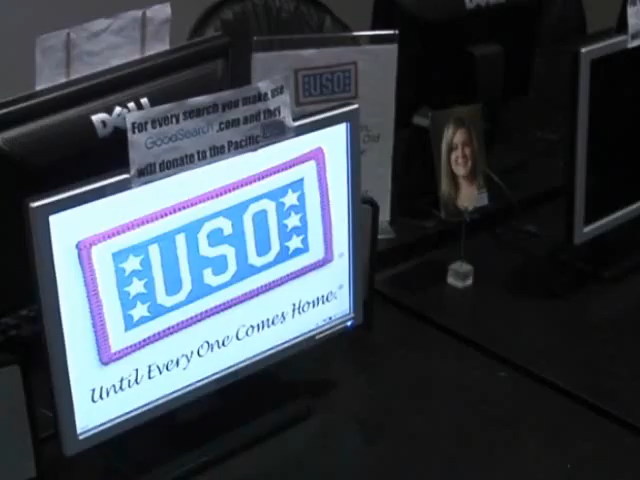 DELL
USO
For every search you make, use
GoodSearch.com and they
will donate to the Pacific
USO
Until Every One Comes Home.